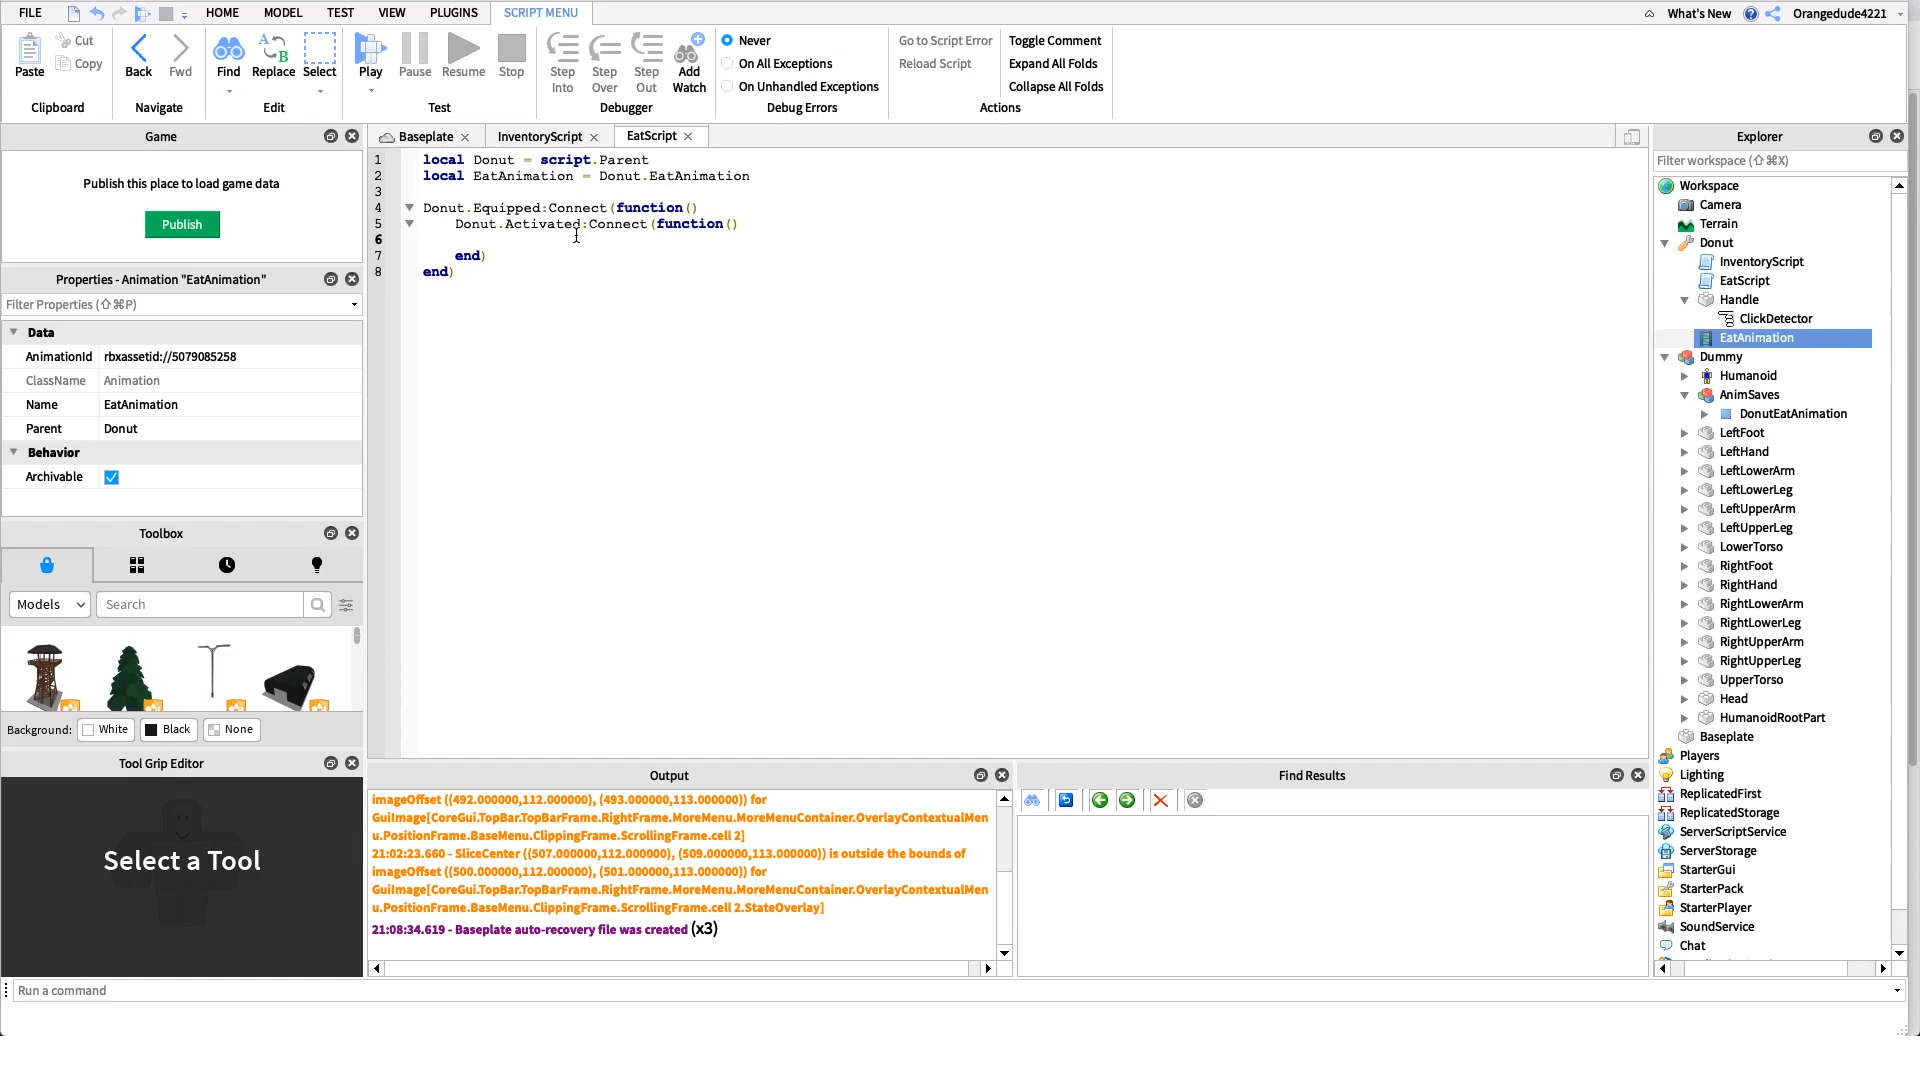 FILE HOME MODEL TEST VIEW PLUGINS SCRIPT MENU What's New Orangedude4221
Paste Cut Copy Clipboard
Back Fwd Navigate
Find Replace Select Edit
Play Pause Resume Stop Test
Step Into Step Over Step Out Add Watch Debugger
Never
On All Exceptions
On Unhandled Exceptions
Debug Errors
Go to Script Error Toggle Comment
Reload Script Expand All Folds
Collapse All Folds
Actions
Game
Publish this place to load game data
Publish
Properties - Animation "EatAnimation"
Filter Properties (⇧⌘P)
Data
AnimationId rbxassetid://5079085258
ClassName Animation
Name EatAnimation
Parent Donut
Behavior
Archivable
Toolbox
Models Search
Background: White Black None
Tool Grip Editor
Select a Tool
Baseplate InventoryScript EatScript
1 local Donut = script.Parent
2 local EatAnimation = Donut.EatAnimation
3
4 Donut.Equipped:Connect(function()
5 Donut.Activated:Connect(function()
6
7 end)
8 end)
Output
imageOffset ((492.000000,112.000000), (493.000000,113.000000)) for
GuiImage[CoreGui.TopBar.TopBarFrame.RightFrame.MoreMenu.MoreMenuContainer.OverlayContextualMen
u.PositionFrame.BaseMenu.ClippingFrame.ScrollingFrame.cell 2]
21:02:23.660 - SliceCenter ((507.000000,112.000000), (509.000000,113.000000)) is outside the bounds of
imageOffset ((500.000000,112.000000), (501.000000,113.000000)) for
GuiImage[CoreGui.TopBar.TopBarFrame.RightFrame.MoreMenu.MoreMenuContainer.OverlayContextualMen
u.PositionFrame.BaseMenu.ClippingFrame.ScrollingFrame.cell 2.StateOverlay]
21:08:34.619 - Baseplate auto-recovery file was created (x3)
Find Results
Explorer
Filter workspace (⇧⌘X)
Workspace
Camera
Terrain
Donut
InventoryScript
EatScript
Handle
ClickDetector
EatAnimation
Dummy
Humanoid
AnimSaves
DonutEatAnimation
LeftFoot
LeftHand
LeftLowerArm
LeftLowerLeg
LeftUpperArm
LeftUpperLeg
LowerTorso
RightFoot
RightHand
RightLowerArm
RightLowerLeg
RightUpperArm
RightUpperLeg
UpperTorso
Head
HumanoidRootPart
Baseplate
Players
Lighting
ReplicatedFirst
ReplicatedStorage
ServerScriptService
ServerStorage
StarterGui
StarterPack
StarterPlayer
SoundService
Chat
Run a command